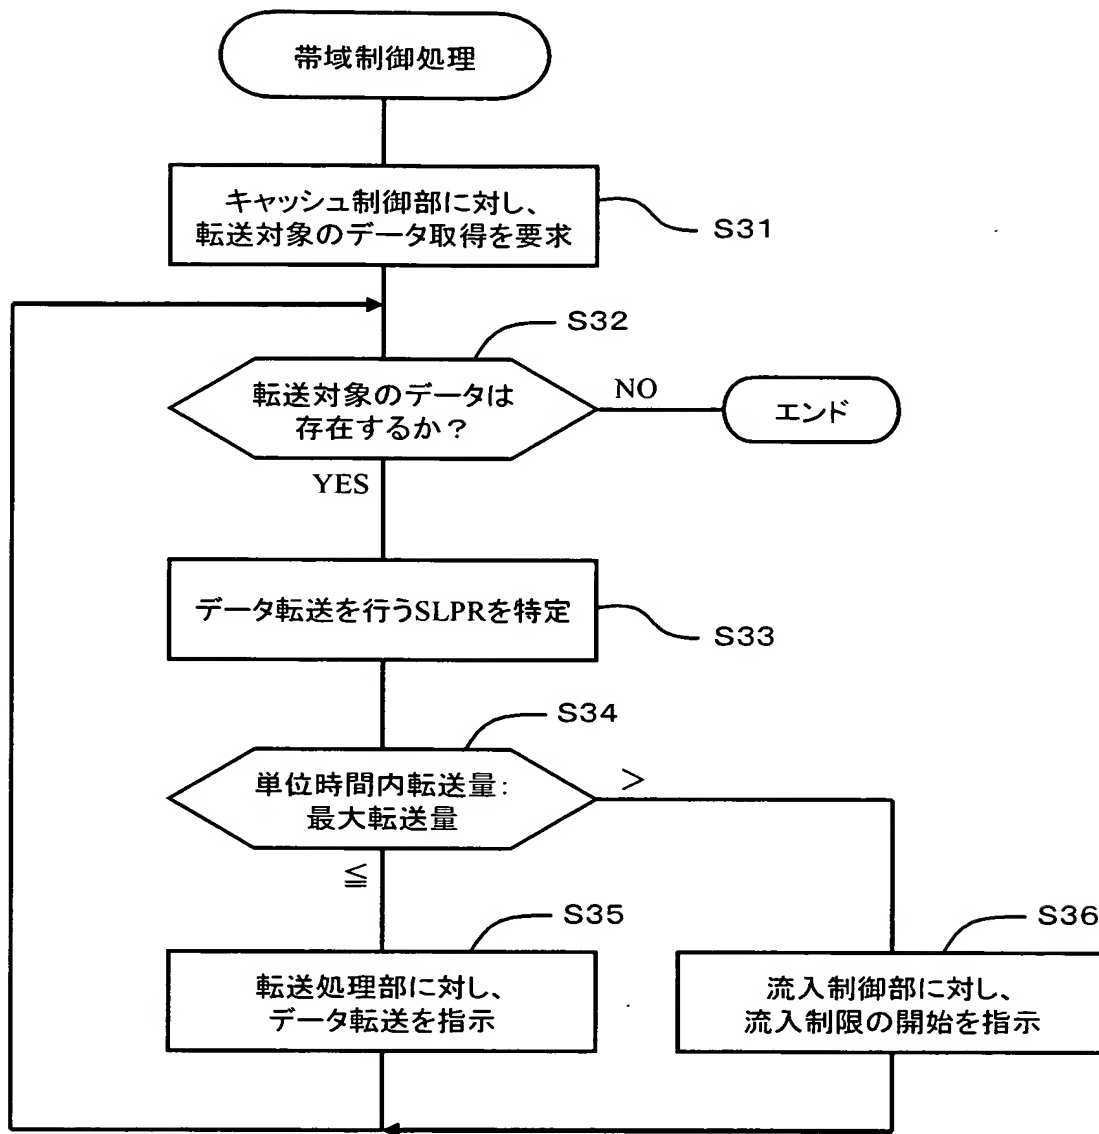 帯域制御処理
キャッシュ制御部に対し、
転送対象のデータ取得を要求
S31
S32
転送対象のデータは
存在するか？
NO
エンド
YES
データ転送を行うSLPRを特定
S33
S34
単位時間内転送量：
最大転送量
＞
≦
S35
転送処理部に対し、
データ転送を指示
S36
流入制御部に対し、
流入制限の開始を指示